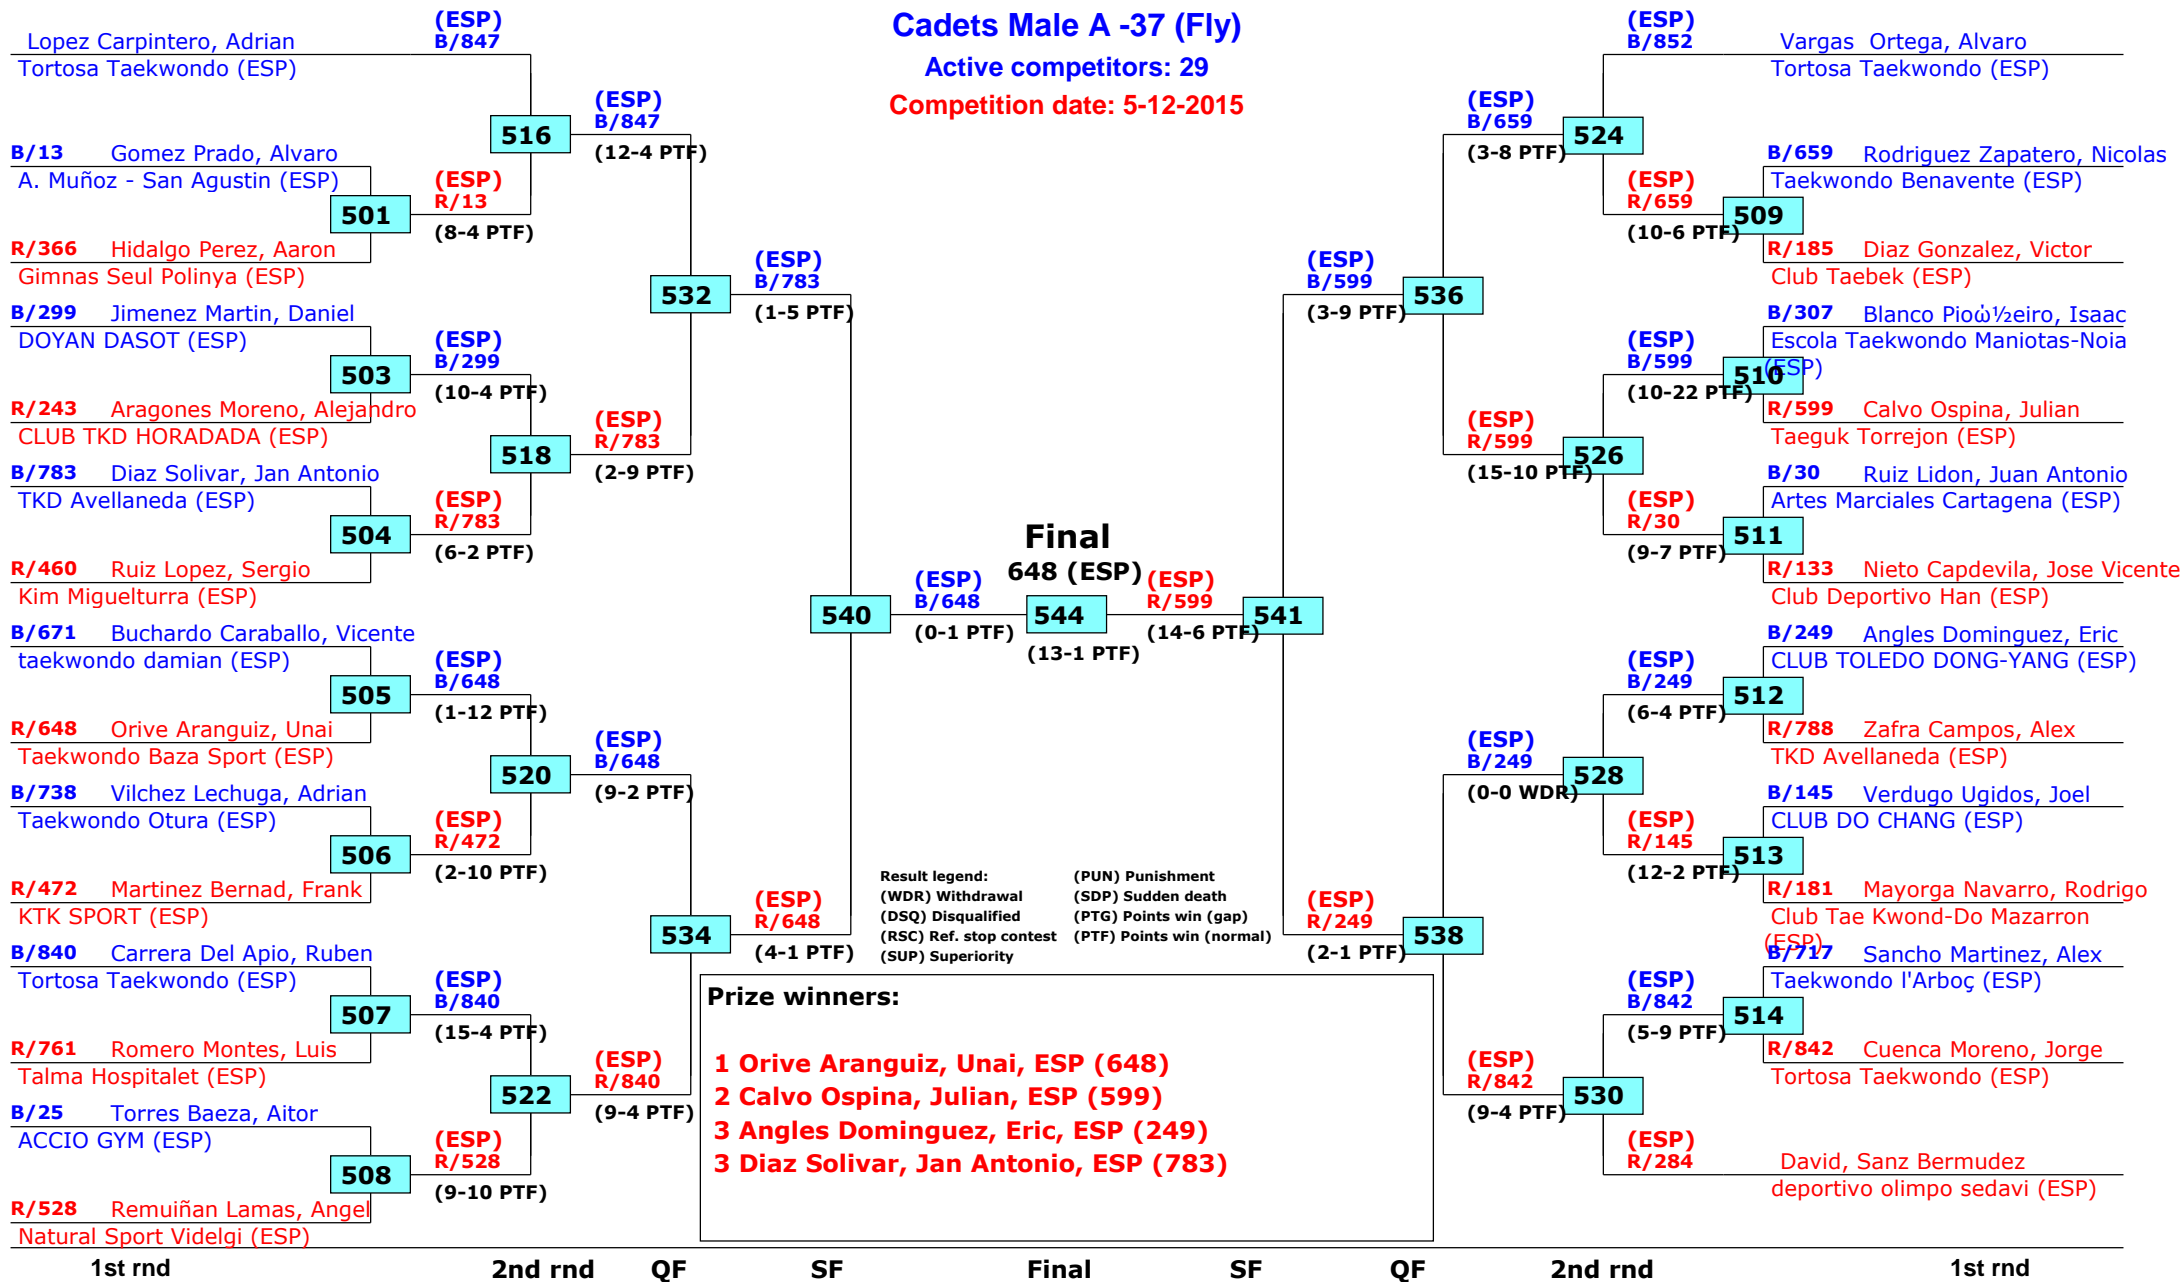 Cadets Male A -37 (Fly)
Active competitors: 29
Competition date: 5-12-2015
Lopez Carpintero, Adrian
Tortosa Taekwondo (ESP)
(ESP)
B/847
B/13 Gomez Prado, Alvaro
A. Muñoz - San Agustin (ESP)
501
R/366 Hidalgo Perez, Aaron
Gimnas Seul Polinya (ESP)
(ESP)
R/13
(8-4 PTF)
516
(ESP)
B/847
(12-4 PTF)
B/299 Jimenez Martin, Daniel
DOYAN DASOT (ESP)
503
R/243 Aragones Moreno, Alejandro
CLUB TKD HORADADA (ESP)
(ESP)
B/299
(10-4 PTF)
B/783 Diaz Solivar, Jan Antonio
TKD Avellaneda (ESP)
504
R/460 Ruiz Lopez, Sergio
Kim Miguelturra (ESP)
(ESP)
R/783
(6-2 PTF)
518
(ESP)
R/783
(2-9 PTF)
532
(ESP)
B/783
(1-5 PTF)
B/671 Buchardo Caraballo, Vicente
taekwondo damian (ESP)
505
R/648 Orive Aranguiz, Unai
Taekwondo Baza Sport (ESP)
(ESP)
B/648
(1-12 PTF)
B/738 Vilchez Lechuga, Adrian
Taekwondo Otura (ESP)
506
R/472 Martinez Bernad, Frank
KTK SPORT (ESP)
(ESP)
R/472
(2-10 PTF)
520
(ESP)
B/648
(9-2 PTF)
B/840 Carrera Del Apio, Ruben
Tortosa Taekwondo (ESP)
507
R/761 Romero Montes, Luis
Talma Hospitalet (ESP)
(ESP)
B/840
(15-4 PTF)
B/25 Torres Baeza, Aitor
ACCIO GYM (ESP)
508
R/528 Remuiñan Lamas, Angel
Natural Sport Videlgi (ESP)
(ESP)
R/528
(9-10 PTF)
522
(ESP)
R/840
(9-4 PTF)
534
(ESP)
R/648
(4-1 PTF)
540
(ESP)
B/648
(0-1 PTF)
Final
648 (ESP)
544
(13-1 PTF)
(ESP)
R/599
(14-6 PTF)
541
(ESP)
B/599
(3-9 PTF)
536
(ESP)
B/659
(3-8 PTF)
524
(ESP)
B/852
Vargas Ortega, Alvaro
Tortosa Taekwondo (ESP)
(ESP)
R/659
(10-6 PTF)
509
B/659 Rodriguez Zapatero, Nicolas
Taekwondo Benavente (ESP)
R/185 Diaz Gonzalez, Victor
Club Taebek (ESP)
(ESP)
R/599
(15-10 PTF)
526
(ESP)
B/599
(10-22 PTF)
510
B/307 Blanco Pioώ½eiro, Isaac
Escola Taekwondo Maniotas-Noia
(ESP)
R/599 Calvo Ospina, Julian
Taeguk Torrejon (ESP)
(ESP)
R/30
(9-7 PTF)
511
B/30 Ruiz Lidon, Juan Antonio
Artes Marciales Cartagena (ESP)
R/133 Nieto Capdevila, Jose Vicente
Club Deportivo Han (ESP)
(ESP)
R/249
(2-1 PTF)
538
(ESP)
B/249
(0-0 WDR)
528
(ESP)
B/249
(6-4 PTF)
512
B/249 Angles Dominguez, Eric
CLUB TOLEDO DONG-YANG (ESP)
R/788 Zafra Campos, Alex
TKD Avellaneda (ESP)
(ESP)
R/145
(12-2 PTF)
513
B/145 Verdugo Ugidos, Joel
CLUB DO CHANG (ESP)
R/181 Mayorga Navarro, Rodrigo
Club Tae Kwond-Do Mazarron
(ESP)
(ESP)
R/842
(9-4 PTF)
530
(ESP)
B/842
(5-9 PTF)
514
B/717 Sancho Martinez, Alex
Taekwondo l'Arboç (ESP)
R/842 Cuenca Moreno, Jorge
Tortosa Taekwondo (ESP)
(ESP)
R/284
David, Sanz Bermudez
deportivo olimpo sedavi (ESP)
Result legend:
(WDR) Withdrawal
(DSQ) Disqualified
(RSC) Ref. stop contest
(SUP) Superiority
(PUN) Punishment
(SDP) Sudden death
(PTG) Points win (gap)
(PTF) Points win (normal)
Prize winners:
1 Orive Aranguiz, Unai, ESP (648)
2 Calvo Ospina, Julian, ESP (599)
3 Angles Dominguez, Eric, ESP (249)
3 Diaz Solivar, Jan Antonio, ESP (783)
1st rnd 2nd rnd QF SF Final SF QF 2nd rnd 1st rnd